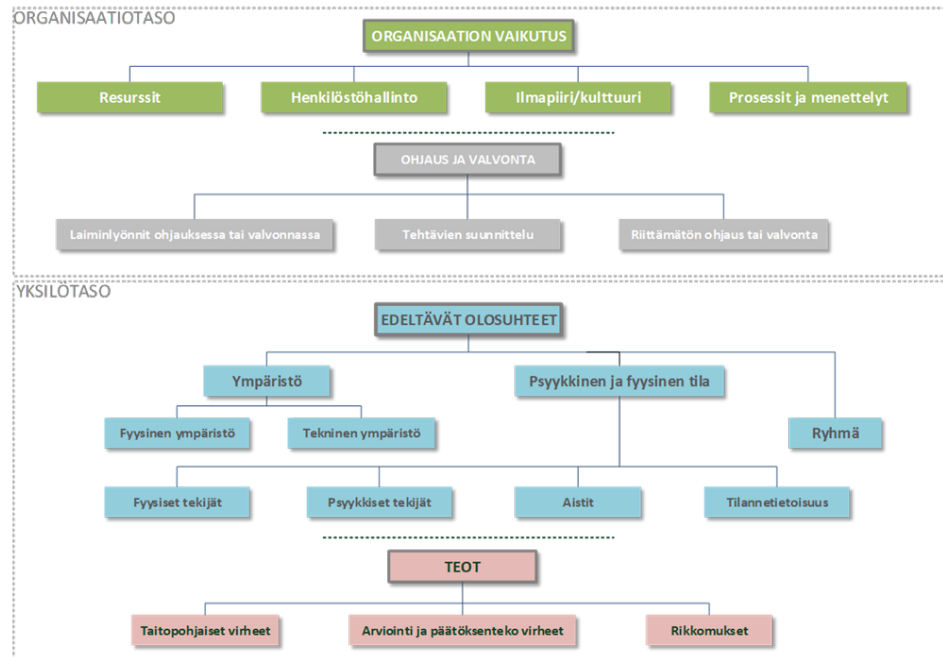 ORGANISAATIOTASO
ORGANISAATION VAIKUTUS
Resurssit
Henkilöstöhallinto
Ilmapiiri/kulttuuri
Prosessit ja menettelyt
OHJAUS JA VALVONTA
Laiminlyönnit ohjauksessa tai valvonnassa
Tehtävien suunnittelu
Riittämätön ohjaus tai valvonta
YKSILÖTASO
EDELTÄVÄT OLOSUHTEET
Ympäristö
Psyykkinen ja fyysinen tila
Fyysinen ympäristö
Tekninen ympäristö
Ryhmä
Fyysiset tekijät
Psyykkiset tekijät
Aistit
Tilannetietoisuus
TEOT
Taitopohjaiset virheet
Arviointi ja päätöksenteko virheet
Rikkomukset